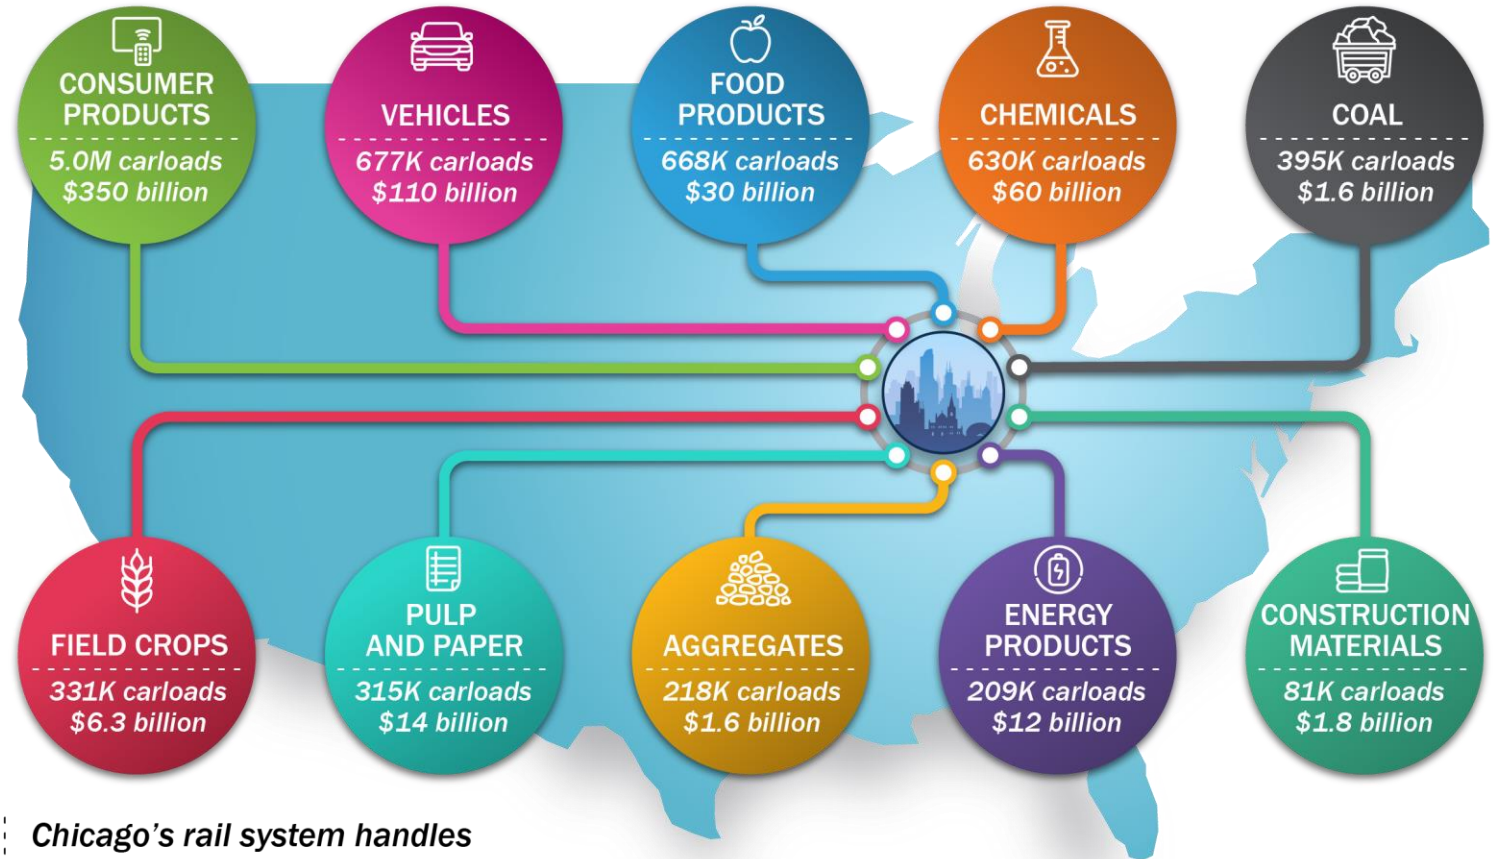 CONSUMER
PRODUCTS
5.0M carloads
$350 billion
VEHICLES
677K carloads
$110 billion
FOOD
PRODUCTS
668K carloads
$30 billion
CHEMICALS
630K carloads
$60 billion
COAL
395K carloads
$1.6 billion
FIELD CROPS
331K carloads
$6.3 billion
PULP
AND PAPER
315K carloads
$14 billion
AGGREGATES
218K carloads
$1.6 billion
ENERGY
PRODUCTS
209K carloads
$12 billion
CONSTRUCTION
MATERIALS
81K carloads
$1.8 billion
Chicago's rail system handles